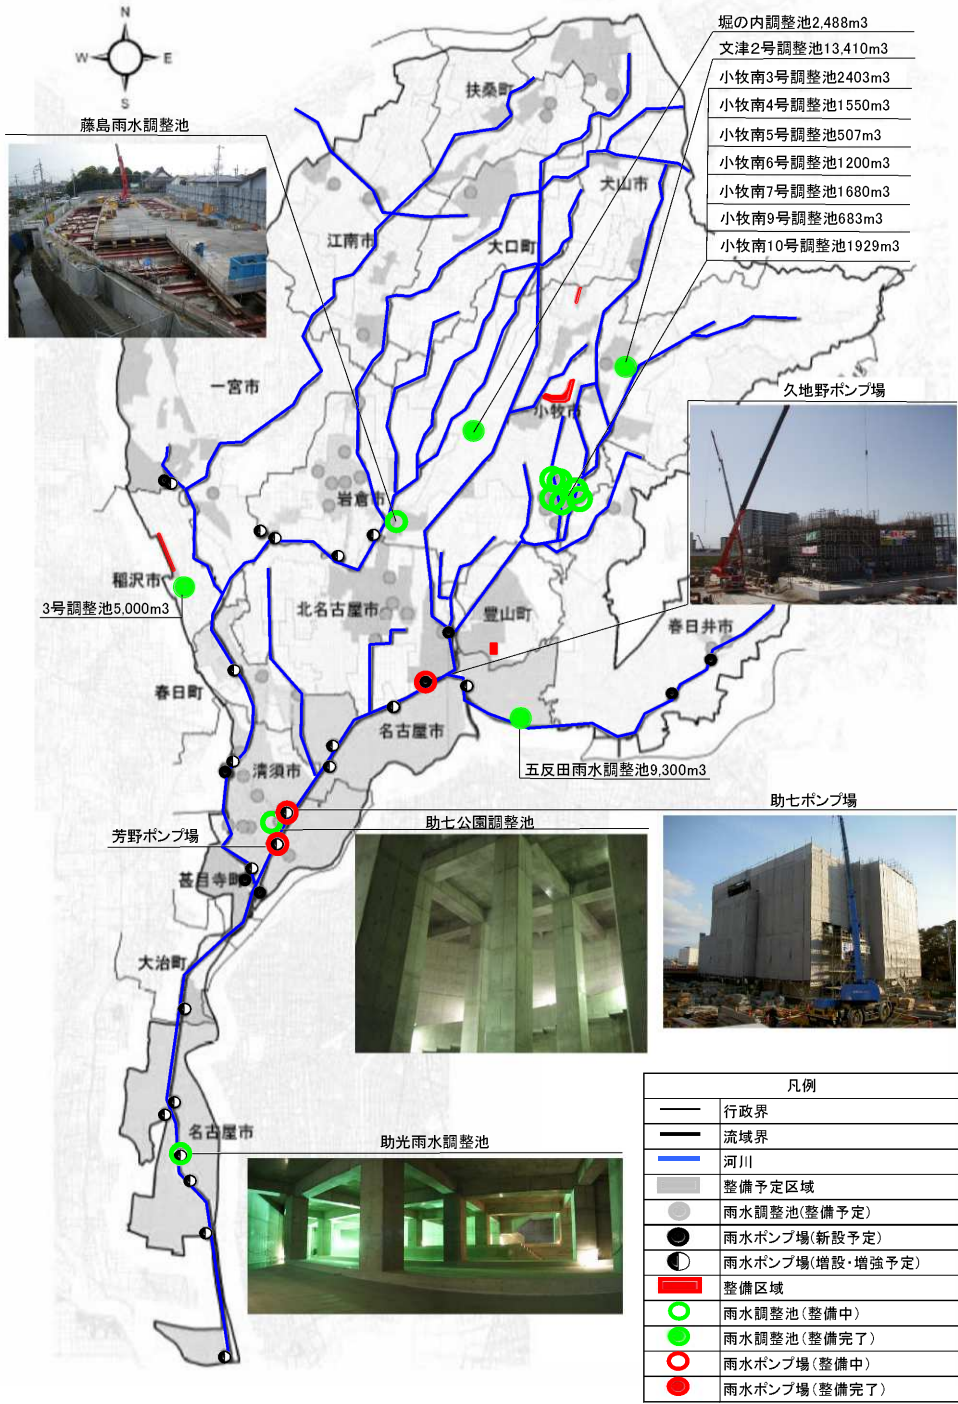 N
W
E
S
堀の内調整池2,488m3
文津2号調整池13,410m3
小牧南3号調整池2403m3
小牧南4号調整池1550m3
小牧南5号調整池507m3
小牧南6号調整池1200m3
小牧南7号調整池1680m3
小牧南9号調整池683m3
小牧南10号調整池1929m3
藤島雨水調整池
扶桑町
犬山市
江南市
大口町
一宮市
小牧市
久地野ポンプ場
岩倉市
稲沢市
3号調整池5,000m3
北名古屋市
豊山町
春日井市
春日町
名古屋市
清須市
五反田雨水調整池9,300m3
助七ポンプ場
芳野ポンプ場
助七公園調整池
甚目寺町
大治町
名古屋市
助光雨水調整池
凡例
行政界
流域界
河川
整備予定区域
雨水調整池(整備予定)
雨水ポンプ場(新設予定)
雨水ポンプ場(増設・増強予定)
整備区域
雨水調整池(整備中)
雨水調整池(整備完了)
雨水ポンプ場(整備中)
雨水ポンプ場(整備完了)